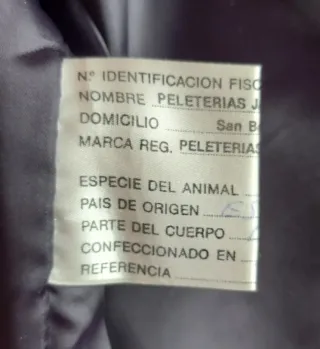 Nº IDENTIFICACION FISC
NOMBRE PELETERIAS J
DOMICILIO San B
MARCA REG. PELETERIAS
ESPECIE DEL ANIMAL
PAIS DE ORIGEN
PARTE DEL CUERPO
CONFECCIONADO EN
REFERENCIA